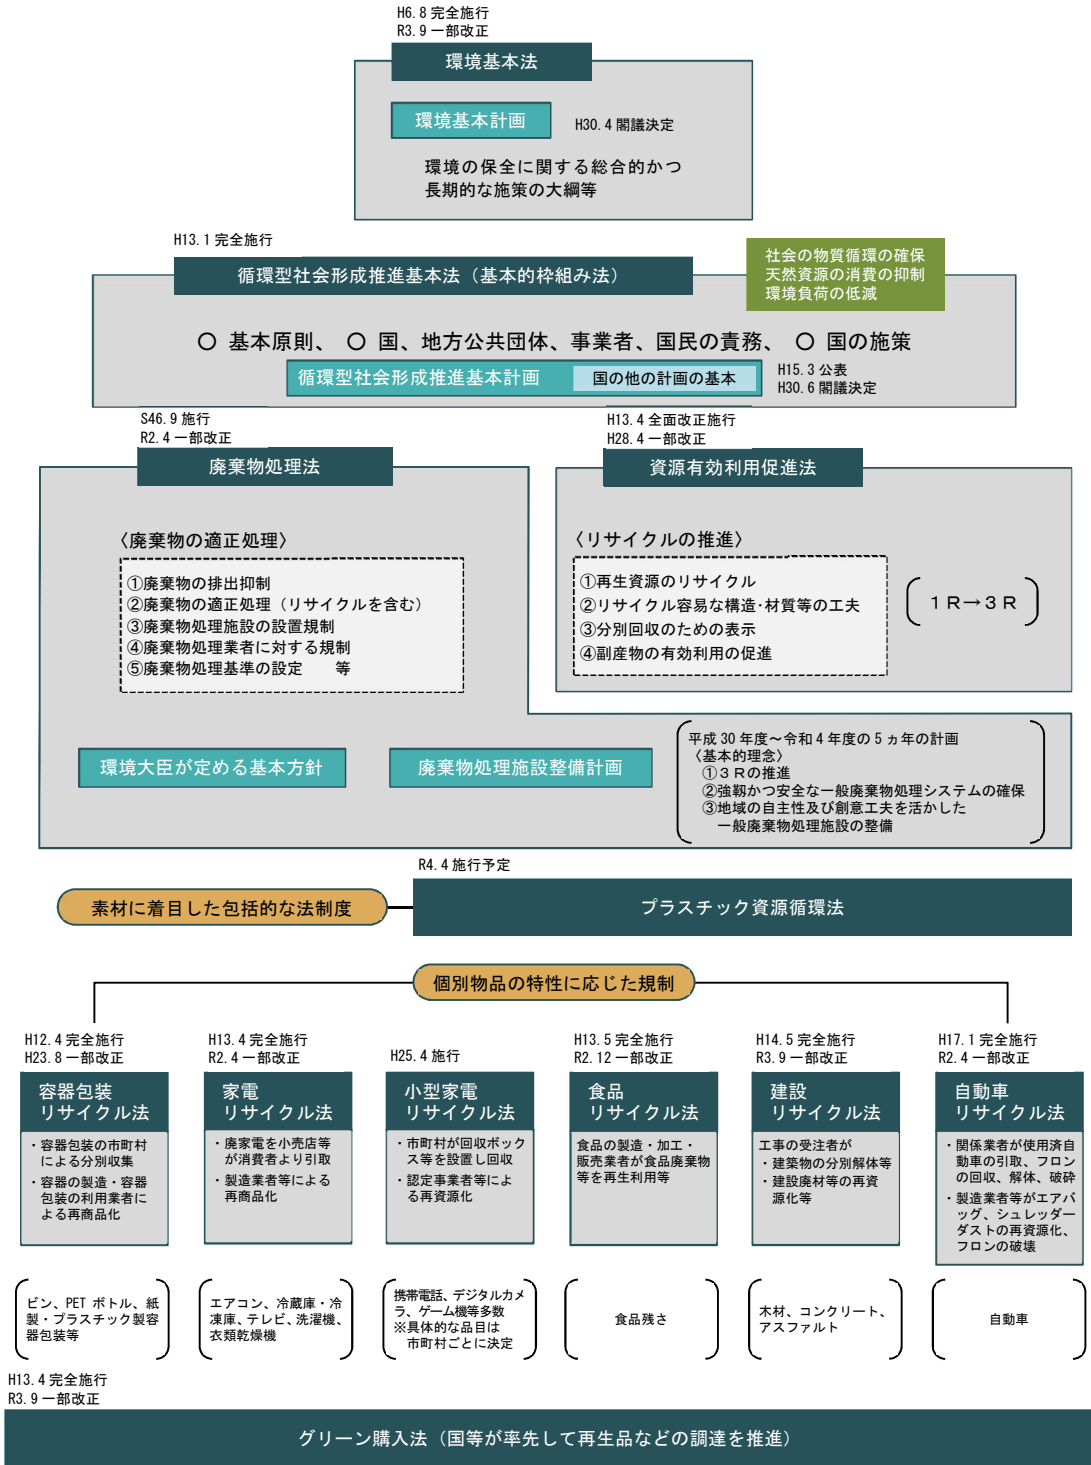 H6.8 完全施行
R3.9 一部改正
環境基本法
環境基本計画
H30.4 閣議決定
環境の保全に関する総合的かつ
長期的な施策の大綱等
H13.1 完全施行
循環型社会形成推進基本法（基本的枠組み法）
社会の物質循環の確保
天然資源の消費の抑制
環境負荷の低減
○ 基本原則、 ○ 国、地方公共団体、事業者、国民の責務、 ○ 国の施策
循環型社会形成推進基本計画
国の他の計画の基本
H15.3 公表
H30.6 閣議決定
S46.9 施行
R2.4 一部改正
廃棄物処理法
〈廃棄物の適正処理〉
①廃棄物の排出抑制
②廃棄物の適正処理（リサイクルを含む）
③廃棄物処理施設の設置規制
④廃棄物処理業者に対する規制
⑤廃棄物処理基準の設定　　等
H13.4 全面改正施行
H28.4 一部改正
資源有効利用促進法
〈リサイクルの推進〉
①再生資源のリサイクル
②リサイクル容易な構造･材質等の工夫
③分別回収のための表示
④副産物の有効利用の促進
１Ｒ→３Ｒ
環境大臣が定める基本方針
廃棄物処理施設整備計画
平成 30 年度～令和 4 年度の 5 ヵ年の計画
〈基本的理念〉
①３Ｒの推進
②強靱かつ安全な一般廃棄物処理システムの確保
③地域の自主性及び創意工夫を活かした
一般廃棄物処理施設の整備
R4.4 施行予定
素材に着目した包括的な法制度
プラスチック資源循環法
個別物品の特性に応じた規制
H12.4 完全施行
H23.8 一部改正
容器包装
リサイクル法
・容器包装の市町村
による分別収集
・容器の製造・容器
包装の利用業者に
よる再商品化
ビン、PET ボトル、紙
製・プラスチック製容
器包装等
H13.4 完全施行
R2.4 一部改正
家電
リサイクル法
・廃家電を小売店等
が消費者より引取
・製造業者等による
再商品化
エアコン、冷蔵庫・冷
凍庫、テレビ、洗濯機、
衣類乾燥機
H25.4 施行
小型家電
リサイクル法
・市町村が回収ボック
ス等を設置し回収
・認定事業者等によ
る再資源化
携帯電話、デジタルカメ
ラ、ゲーム機等多数
※具体的な品目は
市町村ごとに決定
H13.5 完全施行
R2.12 一部改正
食品
リサイクル法
食品の製造・加工・
販売業者が食品廃棄物
等を再生利用等
食品残さ
H14.5 完全施行
R3.9 一部改正
建設
リサイクル法
工事の受注者が
・建築物の分別解体等
・建設廃材等の再資
源化等
木材、コンクリート、
アスファルト
H17.1 完全施行
R2.4 一部改正
自動車
リサイクル法
・関係業者が使用済自
動車の引取、フロン
の回収、解体、破砕
・製造業者等がエアバ
ッグ、シュレッダー
ダストの再資源化、
フロンの破壊
自動車
H13.4 完全施行
R3.9 一部改正
グリーン購入法（国等が率先して再生品などの調達を推進）